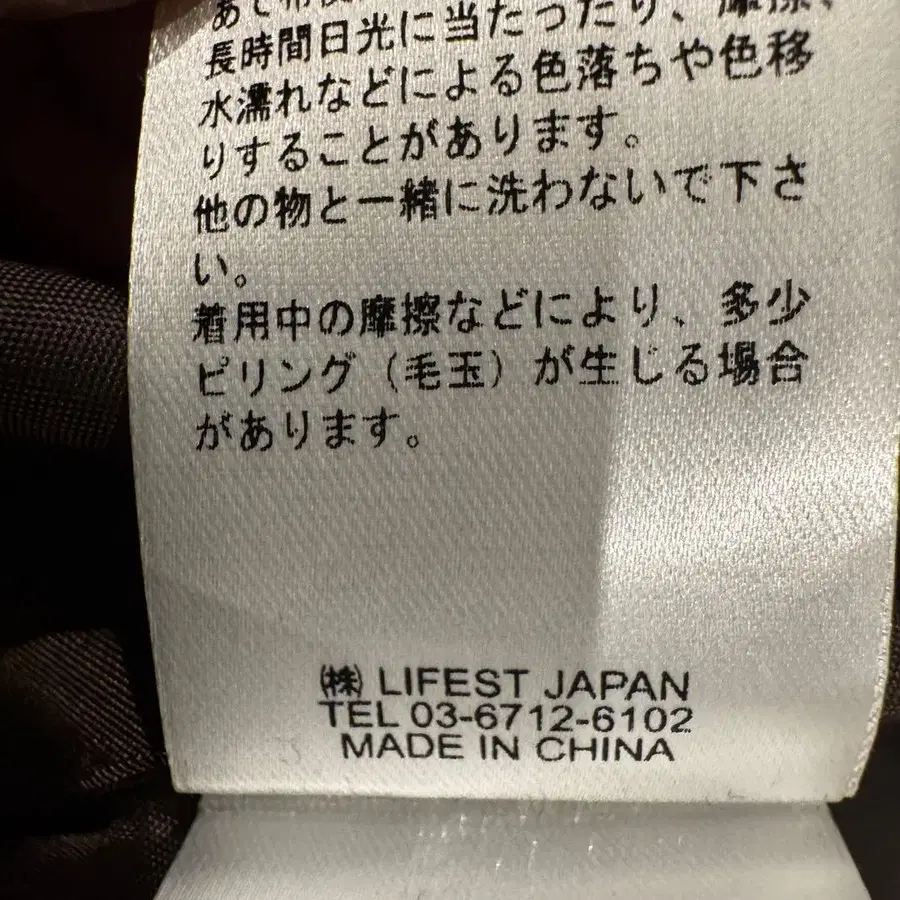 長時間日光に当たったり、摩擦、
水濡れなどによる色落ちや色移
りすることがあります。
他の物と一緒に洗わないで下さ
い。
着用中の摩擦などにより、多少
ピリング（毛玉）が生じる場合
があります。
㈱ LIFEST JAPAN
TEL 03-6712-6102
MADE IN CHINA